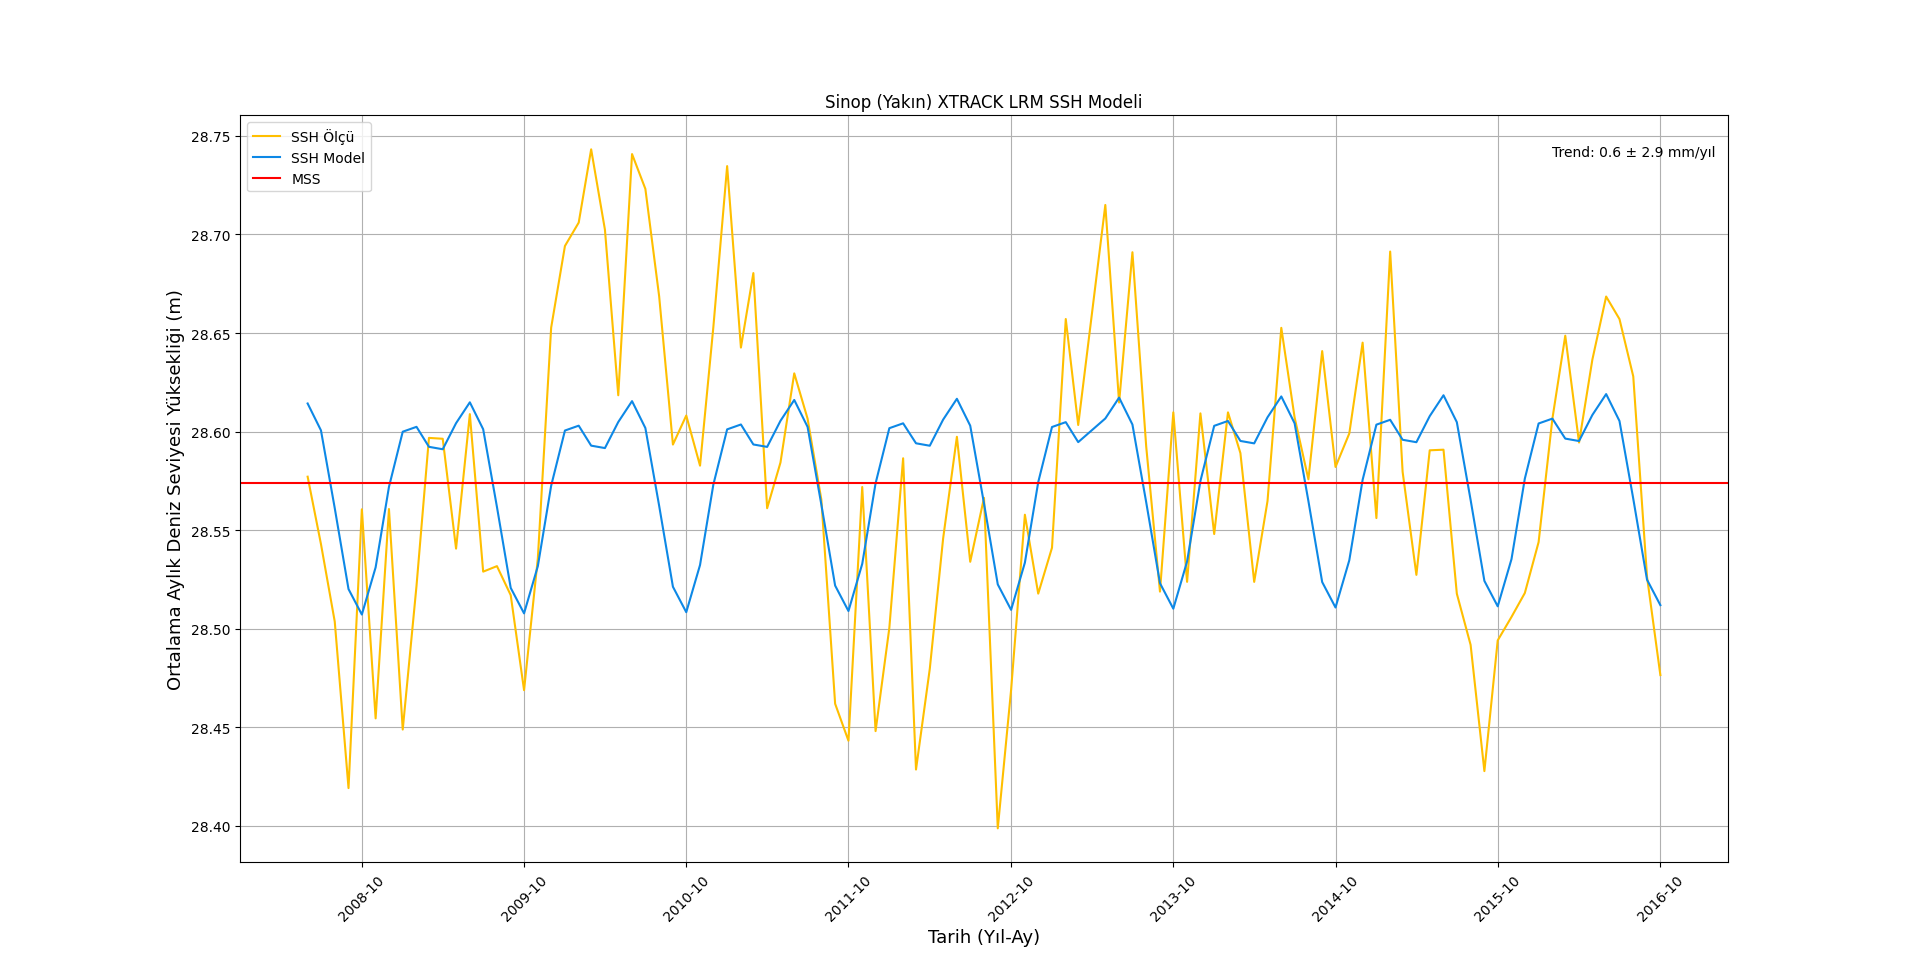 Sinop (Yakın) XTRACK LRM SSH Modeli
SSH Ölçü
SSH Model
MSS
Trend: 0.6 ± 2.9 mm/yıl
Ortalama Aylık Deniz Seviyesi Yüksekliği (m)
28.75
28.70
28.65
28.60
28.55
28.50
28.45
28.40
2008-10
2009-10
2010-10
2011-10
2012-10
2013-10
2014-10
2015-10
2016-10
Tarih (Yıl-Ay)